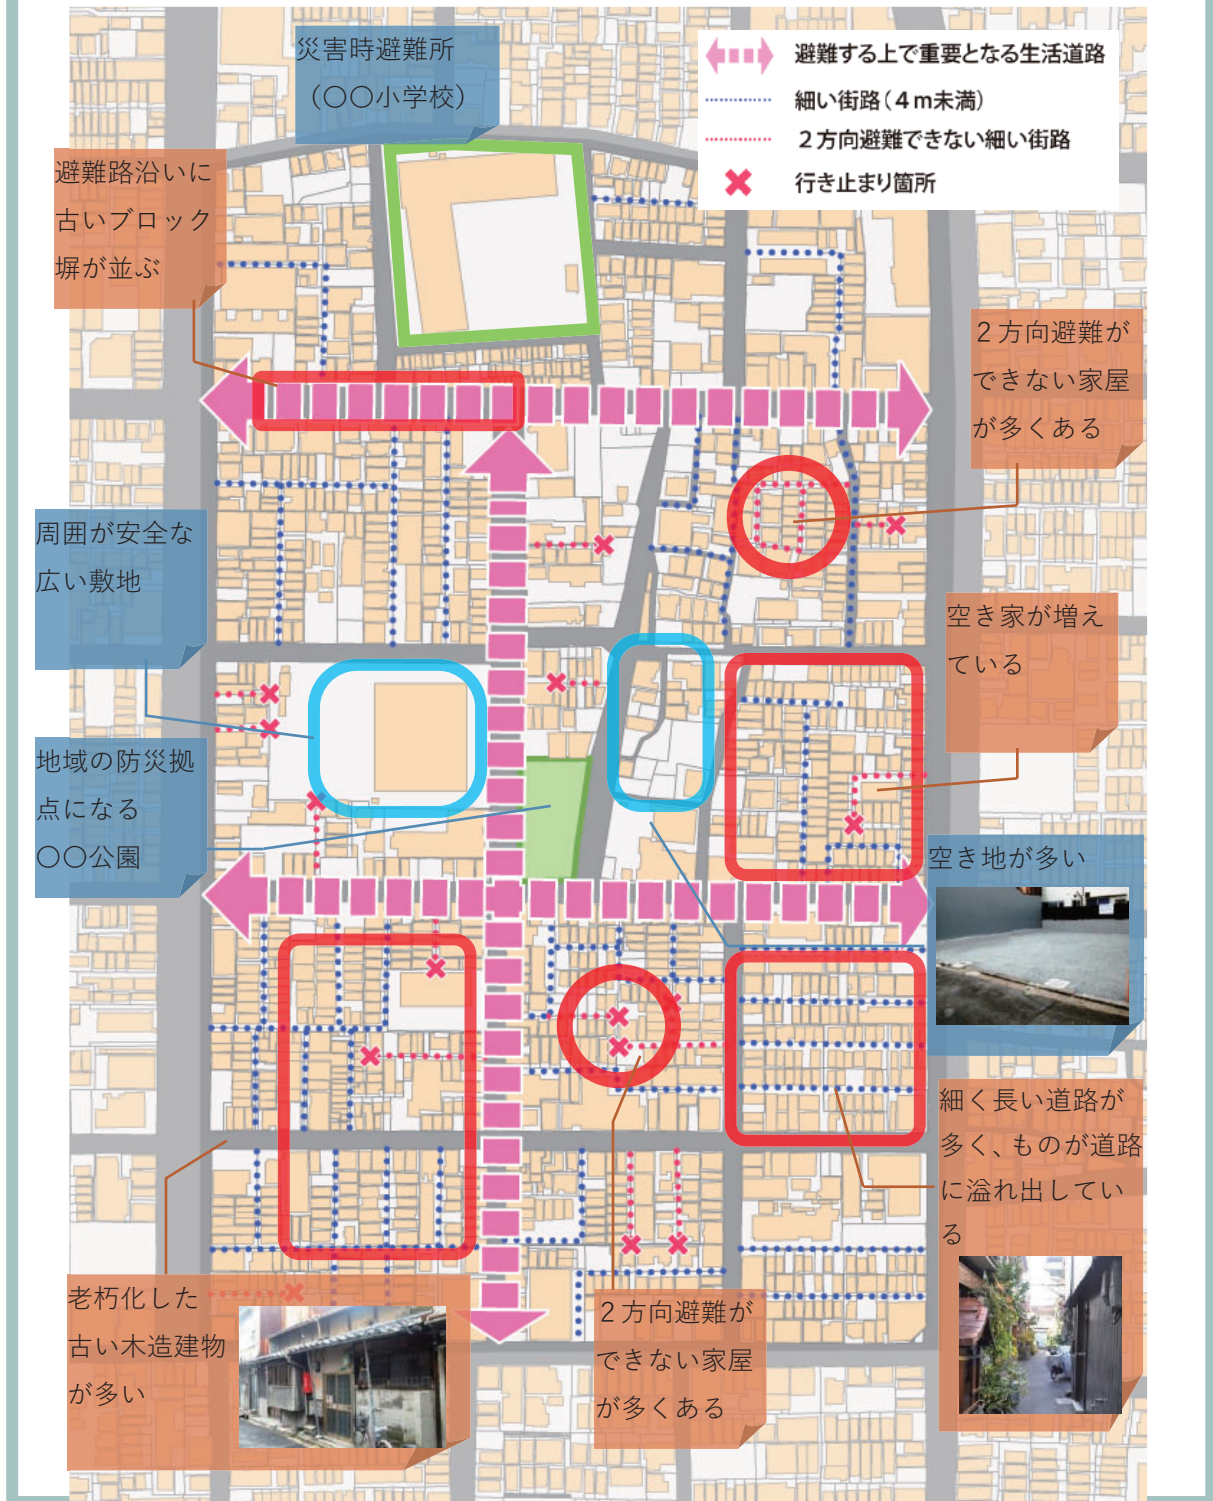 災害時避難所
（〇〇小学校）
避難する上で重要となる生活道路
細い街路（４ｍ未満）
２方向避難できない細い街路
行き止まり箇所
避難路沿いに
古いブロック
塀が並ぶ
２方向避難が
できない家屋
が多くある
周囲が安全な
広い敷地
空き家が増え
ている
地域の防災拠
点になる
〇〇公園
空き地が多い
細く長い道路が
多く、ものが道路
に溢れ出してい
る
老朽化した
古い木造建物
が多い
２方向避難が
できない家屋
が多くある